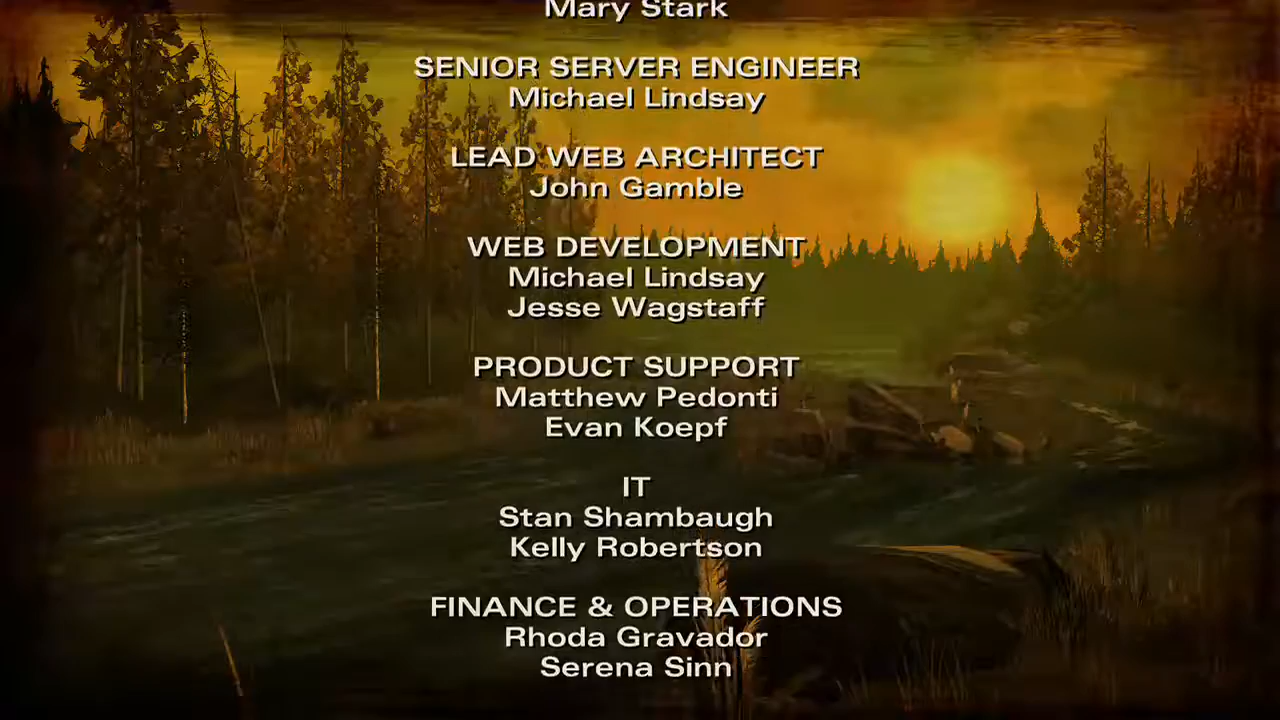 Mary Stark
SENIOR SERVER ENGINEER
Michael Lindsay
LEAD WEB ARCHITECT
John Gamble
WEB DEVELOPMENT
Michael Lindsay
Jesse Wagstaff
PRODUCT SUPPORT
Matthew Pedonti
Evan Koepf
IT
Stan Shambaugh
Kelly Robertson
FINANCE & OPERATIONS
Rhoda Gravador
Serena Sinn